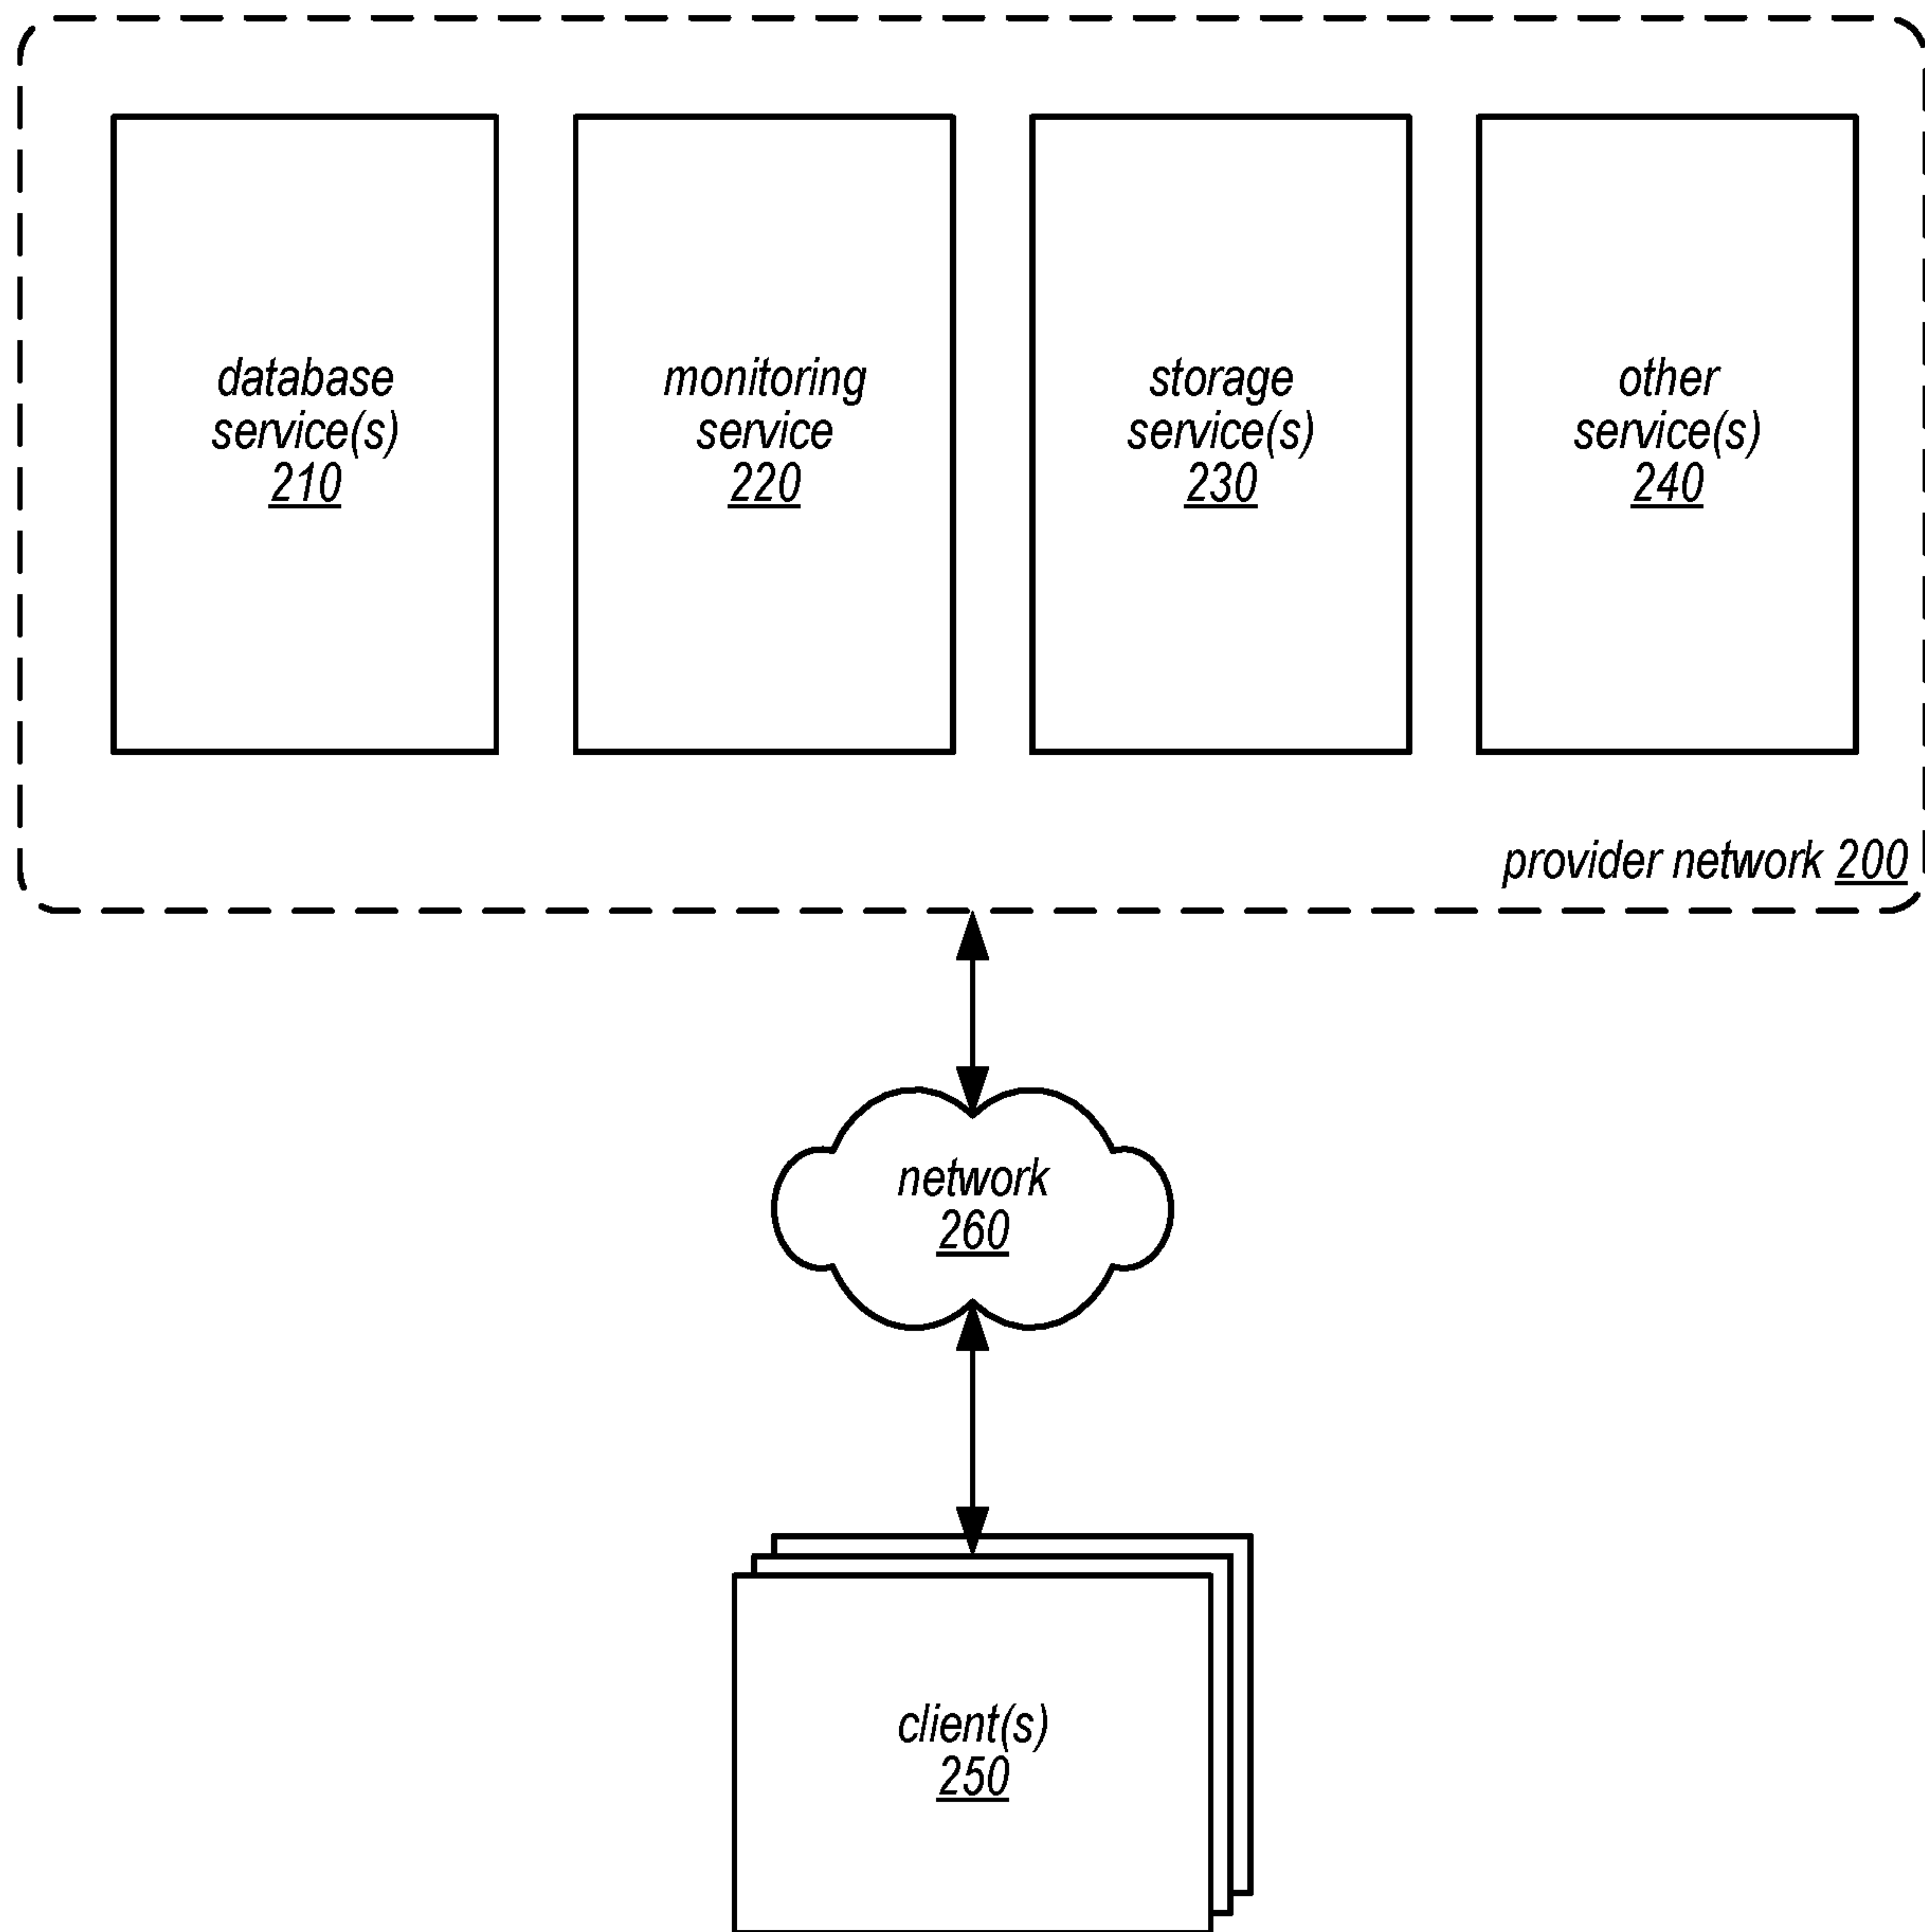 database
service(s)
210
monitoring
service
220
storage
service(s)
230
other
service(s)
240
provider network 200
network
260
client(s)
250